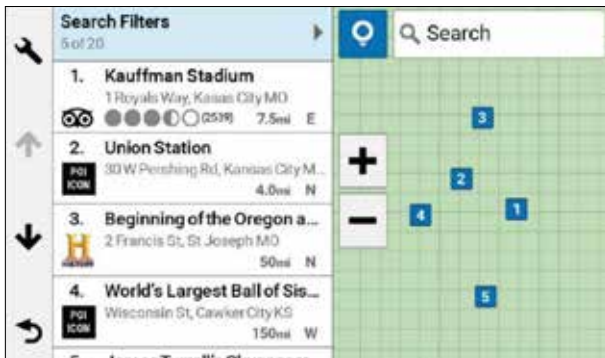 Search Filters
5 of 20
Search
1. Kauffman Stadium
1 Royals Way, Kasas City MO
(2539) 7.5mi E
2. Union Station
POI ICON
30 W Pershing Rd, Kansas City M...
4.0mi N
3. Beginning of the Oregon a...
H
2 Francis St, St Joseph MO
50mi N
4. World's Largest Ball of Sis...
POI ICON
Wisconsin St, Cawker City KS
150mi W
3
2
1
4
5